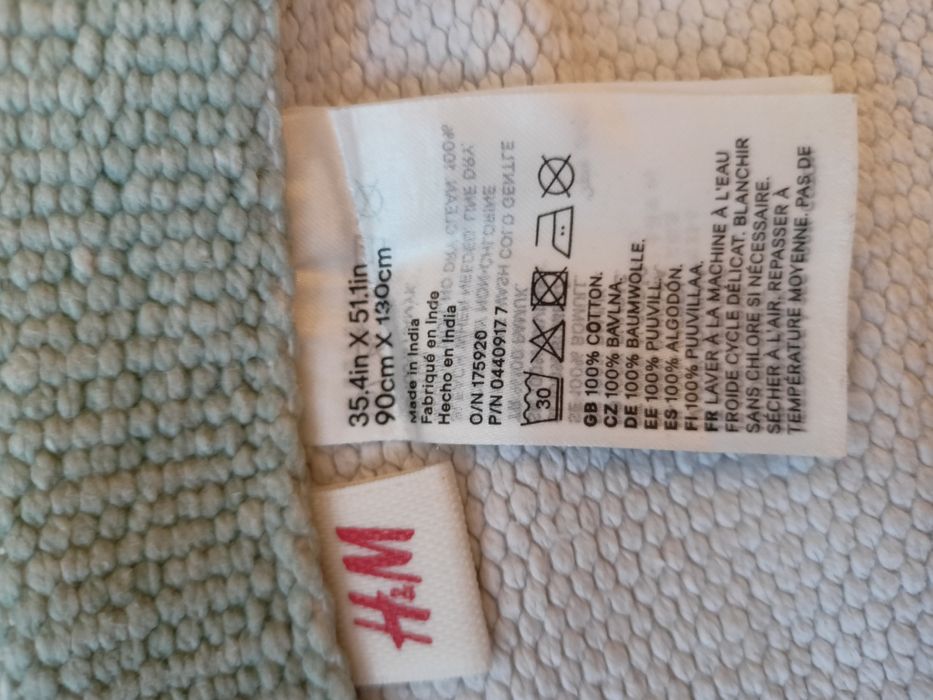 35.4in X 51.1in
90cm X 130cm
Made in India
Fabriqué en Inde
Hecho en India
O/N 175920
P/N 0440917 7
30
GB 100% COTTON.
CZ 100% BAVLNA.
DE 100% BAUMWOLLE.
EE 100% PUUVILL.
ES 100% ALGODÓN.
FI 100% PUUVILLAA.
FR LAVER À LA MACHINE À L'EAU
FROIDE CYCLE DÉLICAT. BLANCHIR
SANS CHLORE SI NÉCESSAIRE.
SÉCHER À L'AIR. REPASSER À
TEMPÉRATURE MOYENNE. PAS DE
H&M